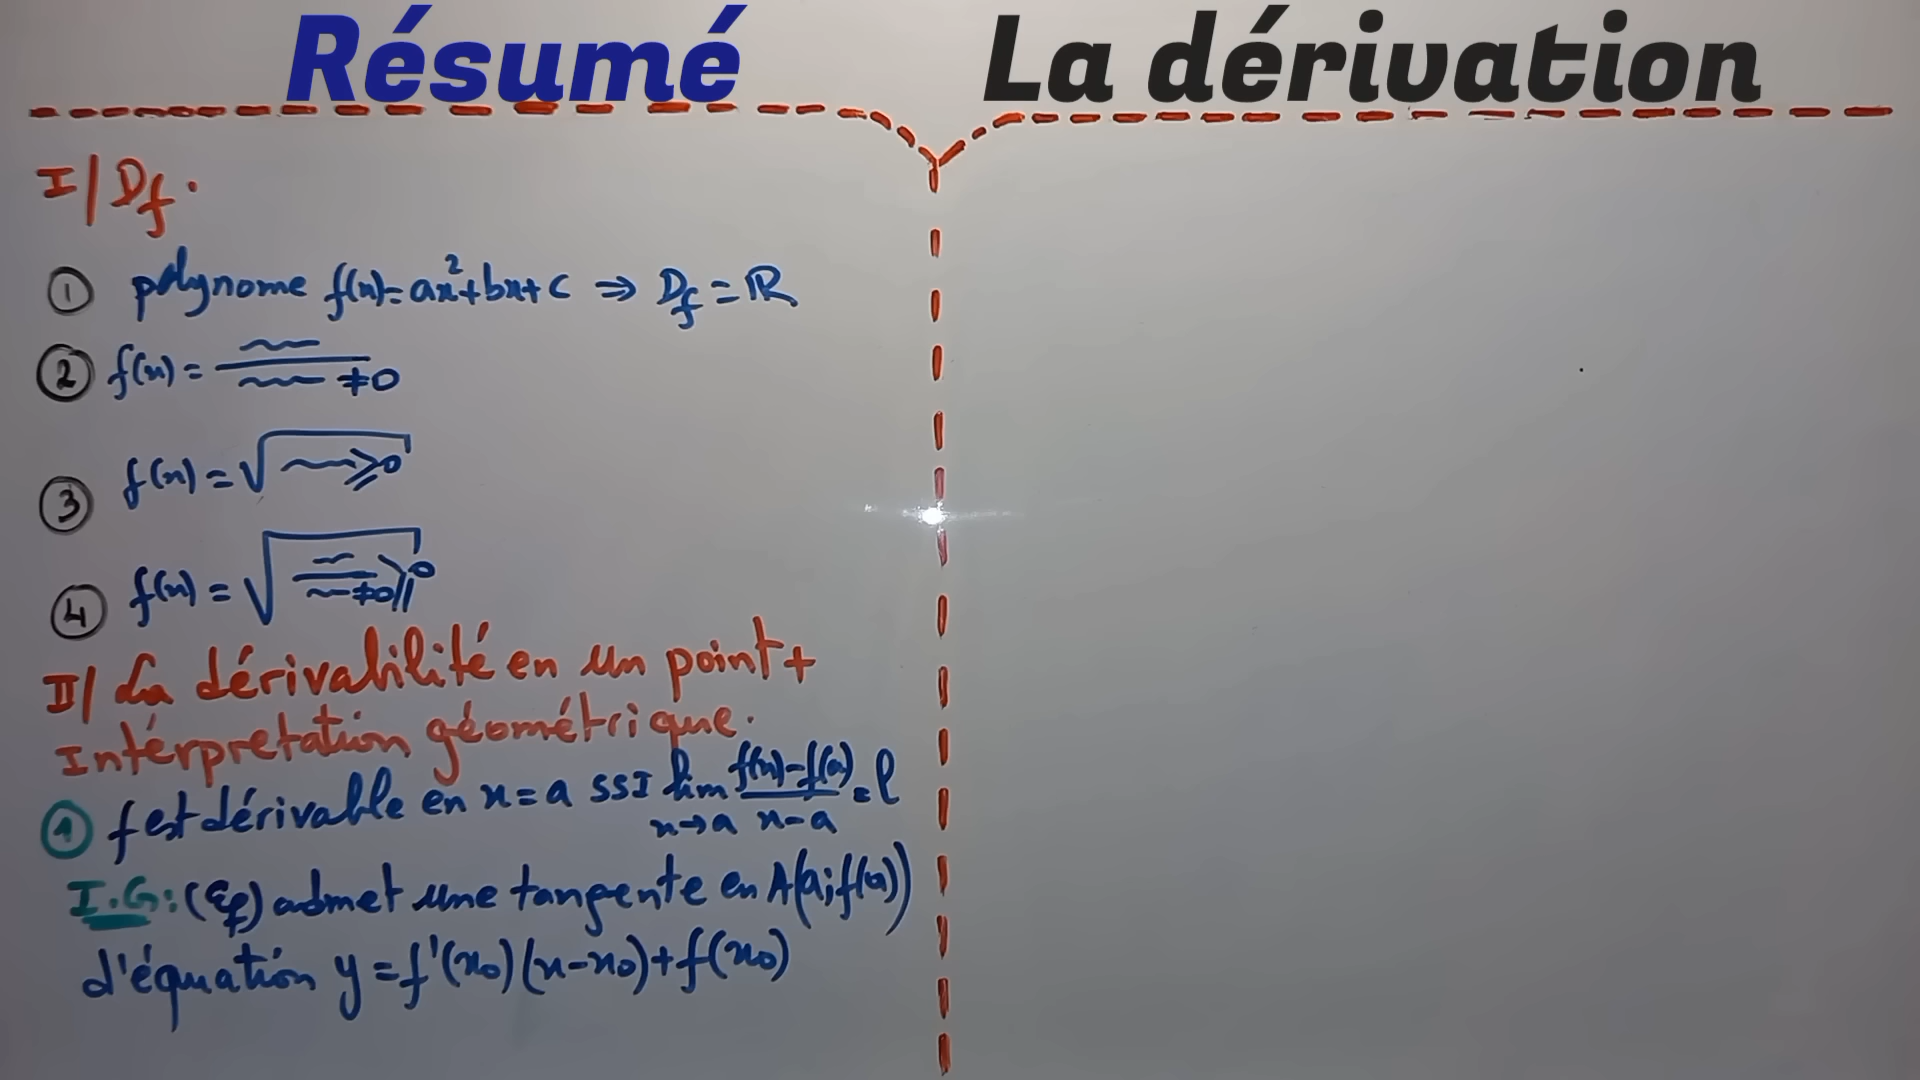 Résumé La dérivation
I/ Df.
① polynome f(x)=ax²+bx+c ⇒ Df = ℝ
② f(x) = ~~ / ~~ ≠0
③ f(x) = √ ~~ ≥0
④ f(x) = √ ~~ / ~~ ≠0 ≥0
II/ La dérivabilité en un point +
Intérpretation géométrique.
① f est dérivable en x=a SSI lim x→a f(x)-f(a) / x-a = l
I.G: (Cf) admet une tangente en A(a;f(a))
d'équation y = f'(x₀)(x-x₀)+f(x₀)